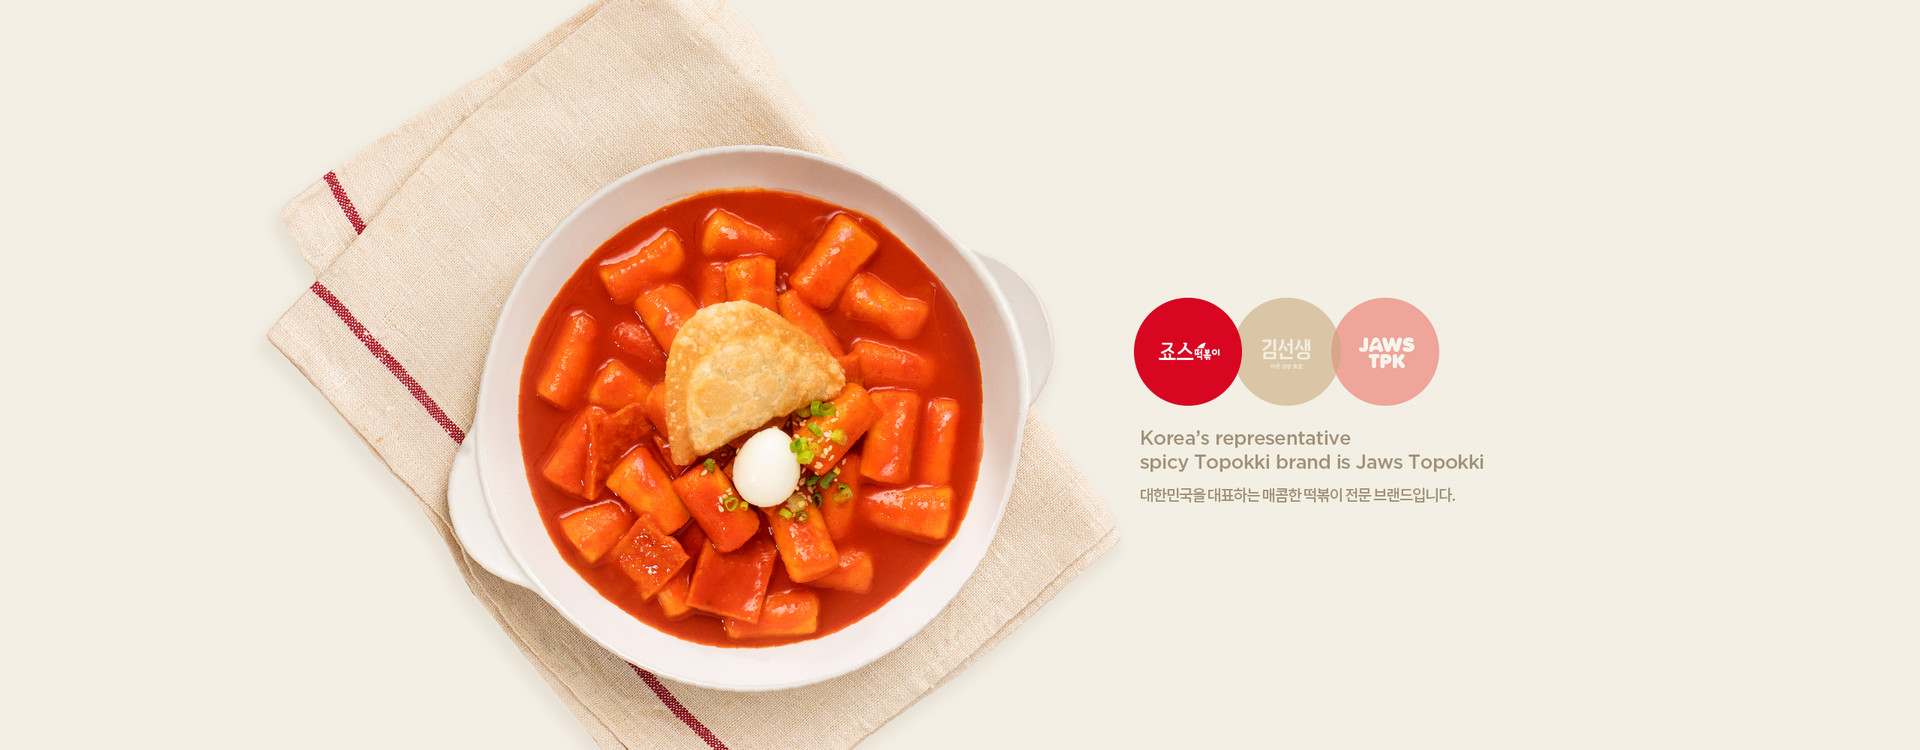 죠스떡볶이
김선생
JAWS
TPK
Korea’s representative
spicy Topokki brand is Jaws Topokki
대한민국을 대표하는 매콤한 떡볶이 전문 브랜드입니다.